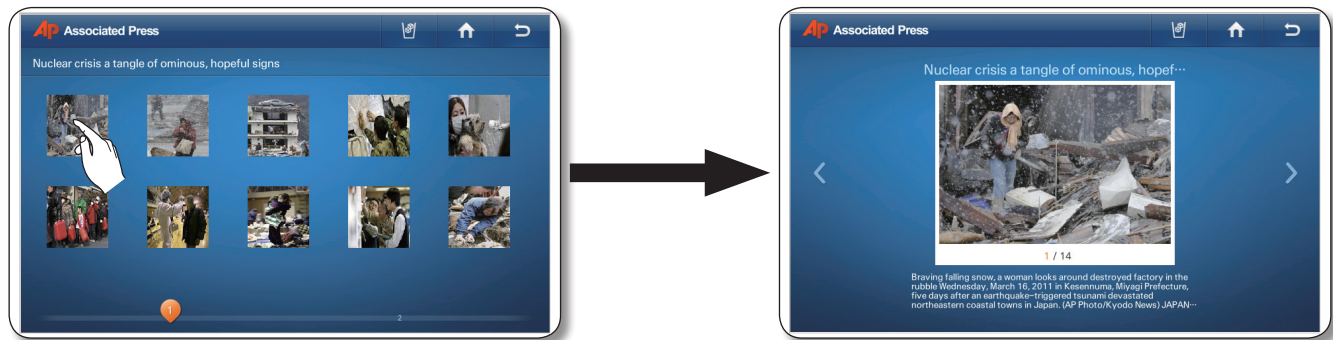 AP Associated Press
Nuclear crisis a tangle of ominous, hopeful signs
1
2
AP Associated Press
Nuclear crisis a tangle of ominous, hopef…
1 / 14
Braving falling snow, a woman looks around destroyed factory in the
rubble Wednesday, March 16, 2011 in Kesennuma, Miyagi Prefecture,
five days after an earthquake-triggered tsunami devastated
northeastern coastal towns in Japan. (AP Photo/Kyodo News) JAPAN…